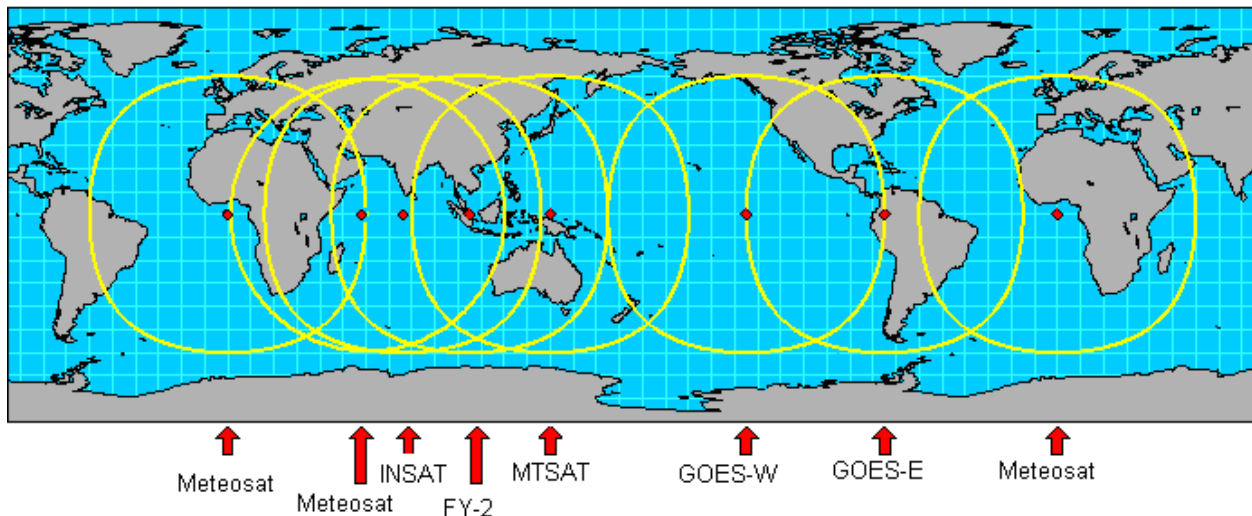 Meteosat
Meteosat
INSAT
FY-2
MTSAT
GOES-W
GOES-E
Meteosat